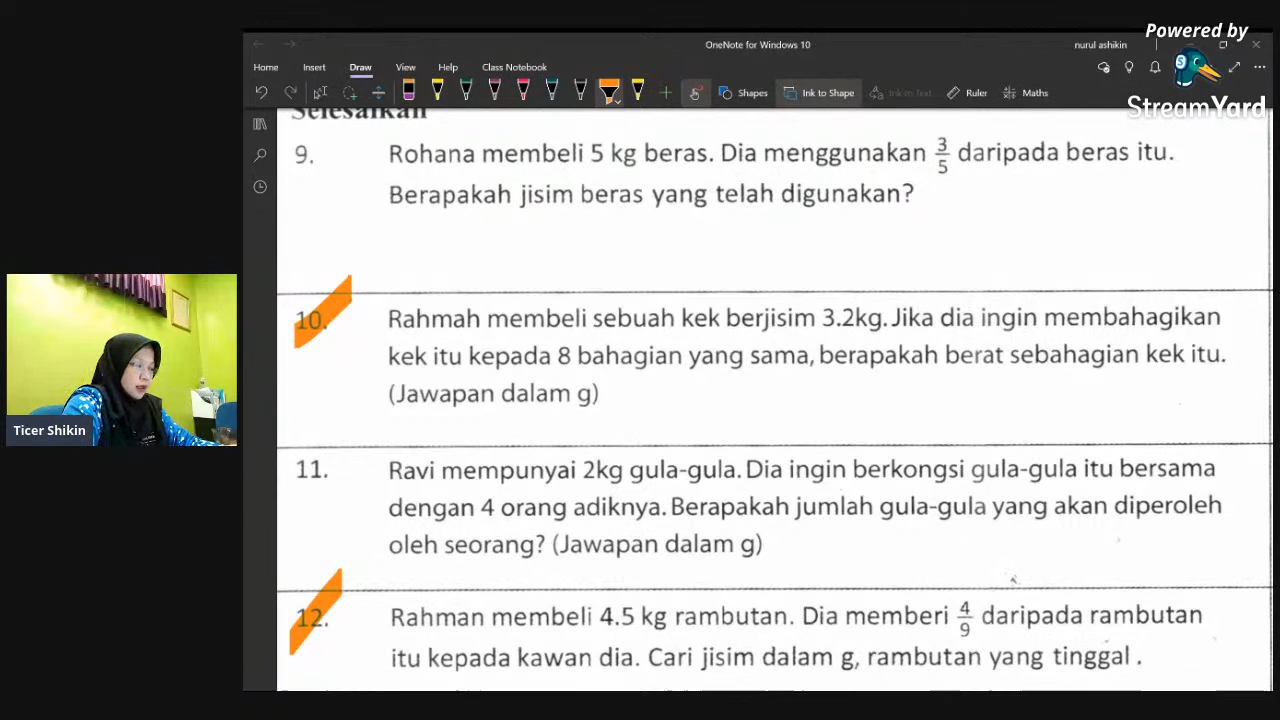 Powered by
StreamYard
OneNote for Windows 10
nurul ashikin
Home Insert Draw View Help Class Notebook
Shapes Ink to Shape Ink to Text Ruler Maths
Selesaikan
9. Rohana membeli 5 kg beras. Dia menggunakan 3/5 daripada beras itu.
Berapakah jisim beras yang telah digunakan?
10. Rahmah membeli sebuah kek berjisim 3.2kg. Jika dia ingin membahagikan
kek itu kepada 8 bahagian yang sama, berapakah berat sebahagian kek itu.
(Jawapan dalam g)
11. Ravi mempunyai 2kg gula-gula. Dia ingin berkongsi gula-gula itu bersama
dengan 4 orang adiknya. Berapakah jumlah gula-gula yang akan diperoleh
oleh seorang? (Jawapan dalam g)
12. Rahman membeli 4.5 kg rambutan. Dia memberi 4/9 daripada rambutan
itu kepada kawan dia. Cari jisim dalam g, rambutan yang tinggal .
Ticer Shikin